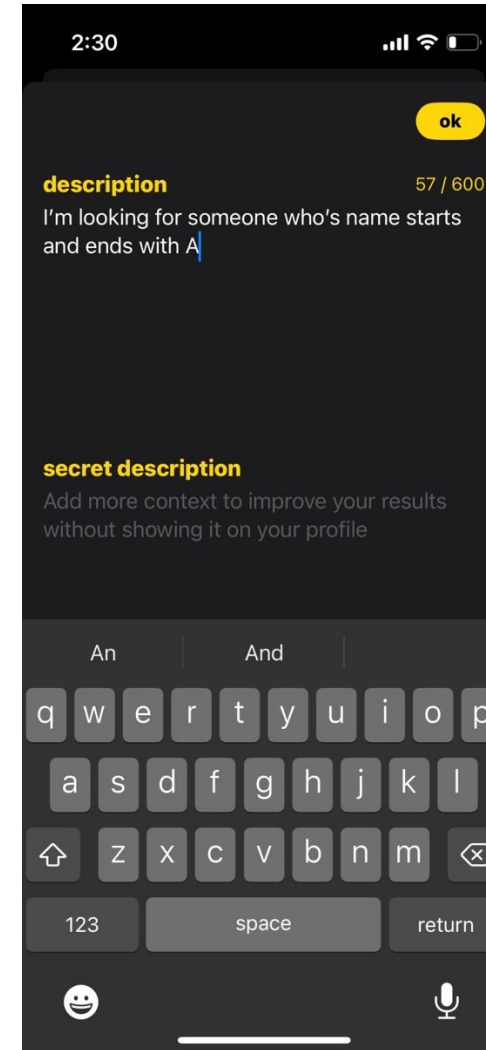 2:30
ok
description 57 / 600
I'm looking for someone who's name starts
and ends with A
secret description
Add more context to improve your results
without showing it on your profile
An And
q w e r t y u i o p
a s d f g h j k l
z x c v b n m
123 space return